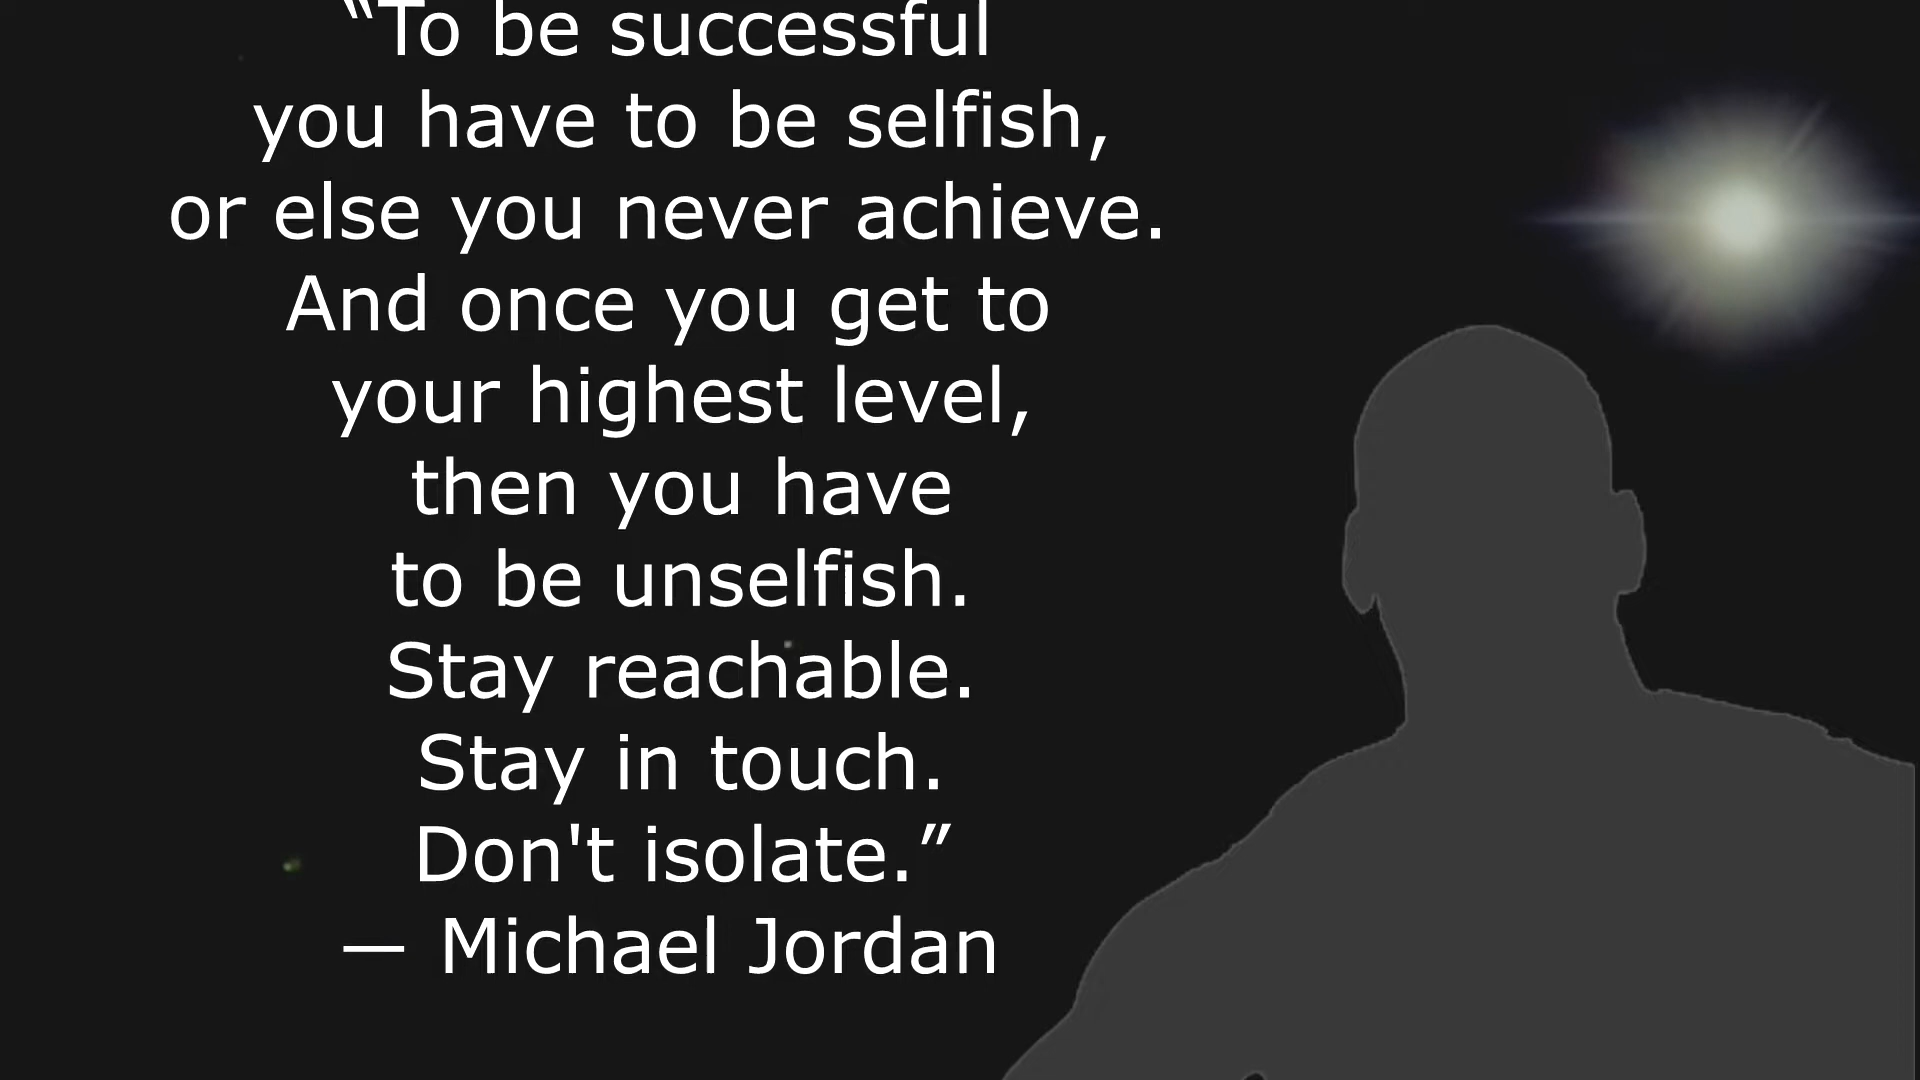 “To be successful
you have to be selfish,
or else you never achieve.
And once you get to
your highest level,
then you have
to be unselfish.
Stay reachable.
Stay in touch.
Don't isolate.”
— Michael Jordan